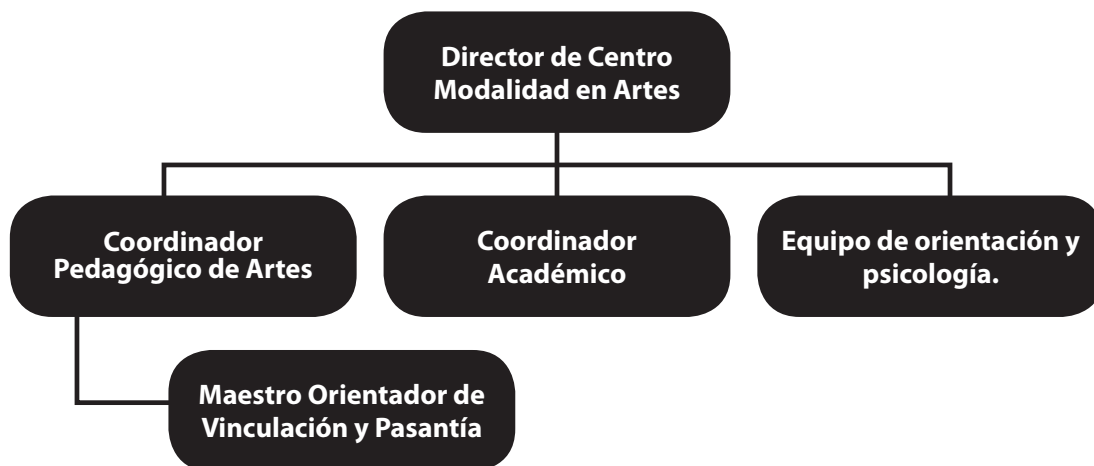 Director de Centro
Modalidad en Artes
Coordinador
Pedagógico de Artes
Coordinador
Académico
Equipo de orientación y
psicología.
Maestro Orientador de
Vinculación y Pasantía